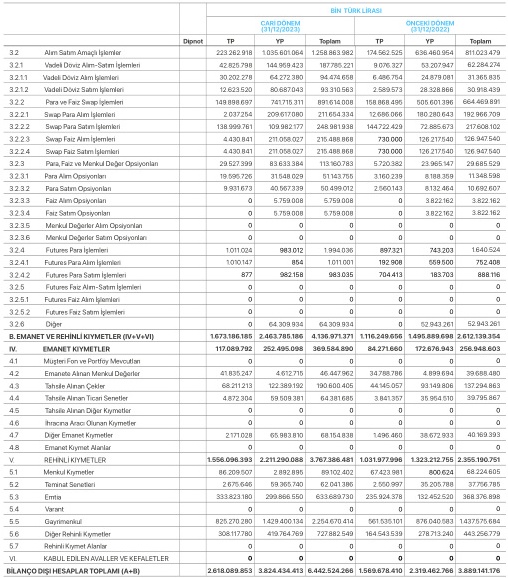 BİN TÜRK LİRASI
CARİ DÖNEM ÖNCEKİ DÖNEM
(31/12/2023) (31/12/2022)
Dipnot TP YP Toplam TP YP Toplam
3.2 Alım Satım Amaçlı İşlemler 223.262.918 1.035.601.064 1.258.863.982 174.562.525 636.460.954 811.023.479
3.2.1 Vadeli Döviz Alım-Satım İşlemleri 42.825.798 144.959.423 187.785.221 9.076.327 53.207.947 62.284.274
3.2.1.1 Vadeli Döviz Alım İşlemleri 30.202.278 64.272.380 94.474.658 6.486.754 24.879.081 31.365.835
3.2.1.2 Vadeli Döviz Satım İşlemleri 12.623.520 80.687.043 93.310.563 2.589.573 28.328.866 30.918.439
3.2.2 Para ve Faiz Swap İşlemleri 149.898.697 741.715.311 891.614.008 158.868.495 505.601.396 664.469.891
3.2.2.1 Swap Para Alım İşlemleri 2.037.254 209.617.080 211.654.334 12.686.066 180.280.643 192.966.709
3.2.2.2 Swap Para Satım İşlemleri 138.999.761 109.982.177 248.981.938 144.722.429 72.885.673 217.608.102
3.2.2.3 Swap Faiz Alım İşlemleri 4.430.841 211.058.027 215.488.868 730.000 126.217.540 126.947.540
3.2.2.4 Swap Faiz Satım İşlemleri 4.430.841 211.058.027 215.488.868 730.000 126.217.540 126.947.540
3.2.3 Para, Faiz ve Menkul Değer Opsiyonları 29.527.399 83.633.384 113.160.783 5.720.382 23.965.147 29.685.529
3.2.3.1 Para Alım Opsiyonları 19.595.726 31.548.029 51.143.755 3.160.239 8.188.359 11.348.598
3.2.3.2 Para Satım Opsiyonları 9.931.673 40.567.339 50.499.012 2.560.143 8.132.464 10.692.607
3.2.3.3 Faiz Alım Opsiyonları 0 5.759.008 5.759.008 0 3.822.162 3.822.162
3.2.3.4 Faiz Satım Opsiyonları 0 5.759.008 5.759.008 0 3.822.162 3.822.162
3.2.3.5 Menkul Değerler Alım Opsiyonları 0 0 0 0 0 0
3.2.3.6 Menkul Değerler Satım Opsiyonları 0 0 0 0 0 0
3.2.4 Futures Para İşlemleri 1.011.024 983.012 1.994.036 897.321 743.203 1.640.524
3.2.4.1 Futures Para Alım İşlemleri 1.010.147 854 1.011.001 192.908 559.500 752.408
3.2.4.2 Futures Para Satım İşlemleri 877 982.158 983.035 704.413 183.703 888.116
3.2.5 Futures Faiz Alım-Satım İşlemleri 0 0 0 0 0 0
3.2.5.1 Futures Faiz Alım İşlemleri 0 0 0 0 0 0
3.2.5.2 Futures Faiz Satım İşlemleri 0 0 0 0 0 0
3.2.6 Diğer 0 64.309.934 64.309.934 0 52.943.261 52.943.261
B. EMANET VE REHİNLİ KIYMETLER (IV+V+VI) 1.673.186.185 2.463.785.186 4.136.971.371 1.116.249.656 1.495.889.698 2.612.139.354
IV. EMANET KIYMETLER 117.089.792 252.495.098 369.584.890 84.271.660 172.676.943 256.948.603
4.1 Müşteri Fon ve Portföy Mevcutları 0 0 0 0 0 0
4.2 Emanete Alınan Menkul Değerler 41.835.247 4.612.715 46.447.962 34.788.786 4.899.694 39.688.480
4.3 Tahsile Alınan Çekler 68.211.213 122.389.192 190.600.405 44.145.057 93.149.806 137.294.863
4.4 Tahsile Alınan Ticari Senetler 4.872.304 59.509.381 64.381.685 3.841.357 35.954.510 39.795.867
4.5 Tahsile Alınan Diğer Kıymetler 0 0 0 0 0 0
4.6 İhracına Aracı Olunan Kıymetler 0 0 0 0 0 0
4.7 Diğer Emanet Kıymetler 2.171.028 65.983.810 68.154.838 1.496.460 38.672.933 40.169.393
4.8 Emanet Kıymet Alanlar 0 0 0 0 0 0
V. REHİNLİ KIYMETLER 1.556.096.393 2.211.290.088 3.767.386.481 1.031.977.996 1.323.212.755 2.355.190.751
5.1 Menkul Kıymetler 86.209.507 2.892.895 89.102.402 67.423.981 800.624 68.224.605
5.2 Teminat Senetleri 2.675.646 59.365.740 62.041.386 2.550.997 35.205.788 37.756.785
5.3 Emtia 333.823.180 299.866.550 633.689.730 235.924.378 132.452.520 368.376.898
5.4 Varant 0 0 0 0 0 0
5.5 Gayrimenkul 825.270.280 1.429.400.134 2.254.670.414 561.535.101 876.040.583 1.437.575.684
5.6 Diğer Rehinli Kıymetler 308.117.780 419.764.769 727.882.549 164.543.539 278.713.240 443.256.779
5.7 Rehinli Kıymet Alanlar 0 0 0 0 0 0
VI. KABUL EDİLEN AVALLER VE KEFALETLER 0 0 0 0 0 0
BİLANÇO DIŞI HESAPLAR TOPLAMI (A+B) 2.618.089.853 3.824.434.413 6.442.524.266 1.569.678.410 2.319.462.766 3.889.141.176